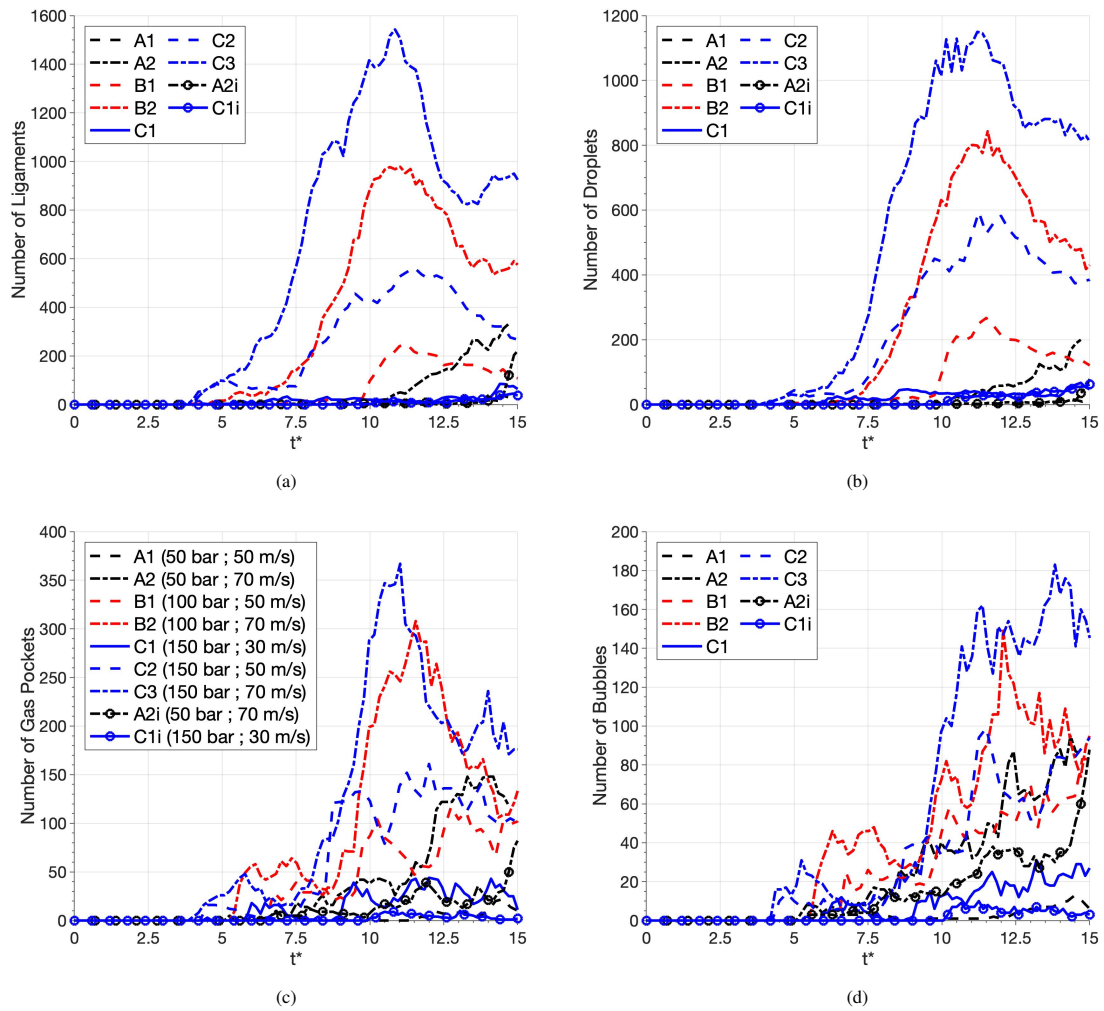 1600
1400
1200
1000
800
600
400
200
0
Number of Ligaments
A1
A2
B1
B2
C1
C2
C3
A2i
C1i
0 2.5 5 7.5 10 12.5 15
t*
(a)
1200
1000
800
600
400
200
0
Number of Droplets
A1
A2
B1
B2
C1
C2
C3
A2i
C1i
0 2.5 5 7.5 10 12.5 15
t*
(b)
400
350
300
250
200
150
100
50
0
Number of Gas Pockets
A1 (50 bar ; 50 m/s)
A2 (50 bar ; 70 m/s)
B1 (100 bar ; 50 m/s)
B2 (100 bar ; 70 m/s)
C1 (150 bar ; 30 m/s)
C2 (150 bar ; 50 m/s)
C3 (150 bar ; 70 m/s)
A2i (50 bar ; 70 m/s)
C1i (150 bar ; 30 m/s)
0 2.5 5 7.5 10 12.5 15
t*
(c)
200
180
160
140
120
100
80
60
40
20
0
Number of Bubbles
A1
A2
B1
B2
C1
C2
C3
A2i
C1i
0 2.5 5 7.5 10 12.5 15
t*
(d)